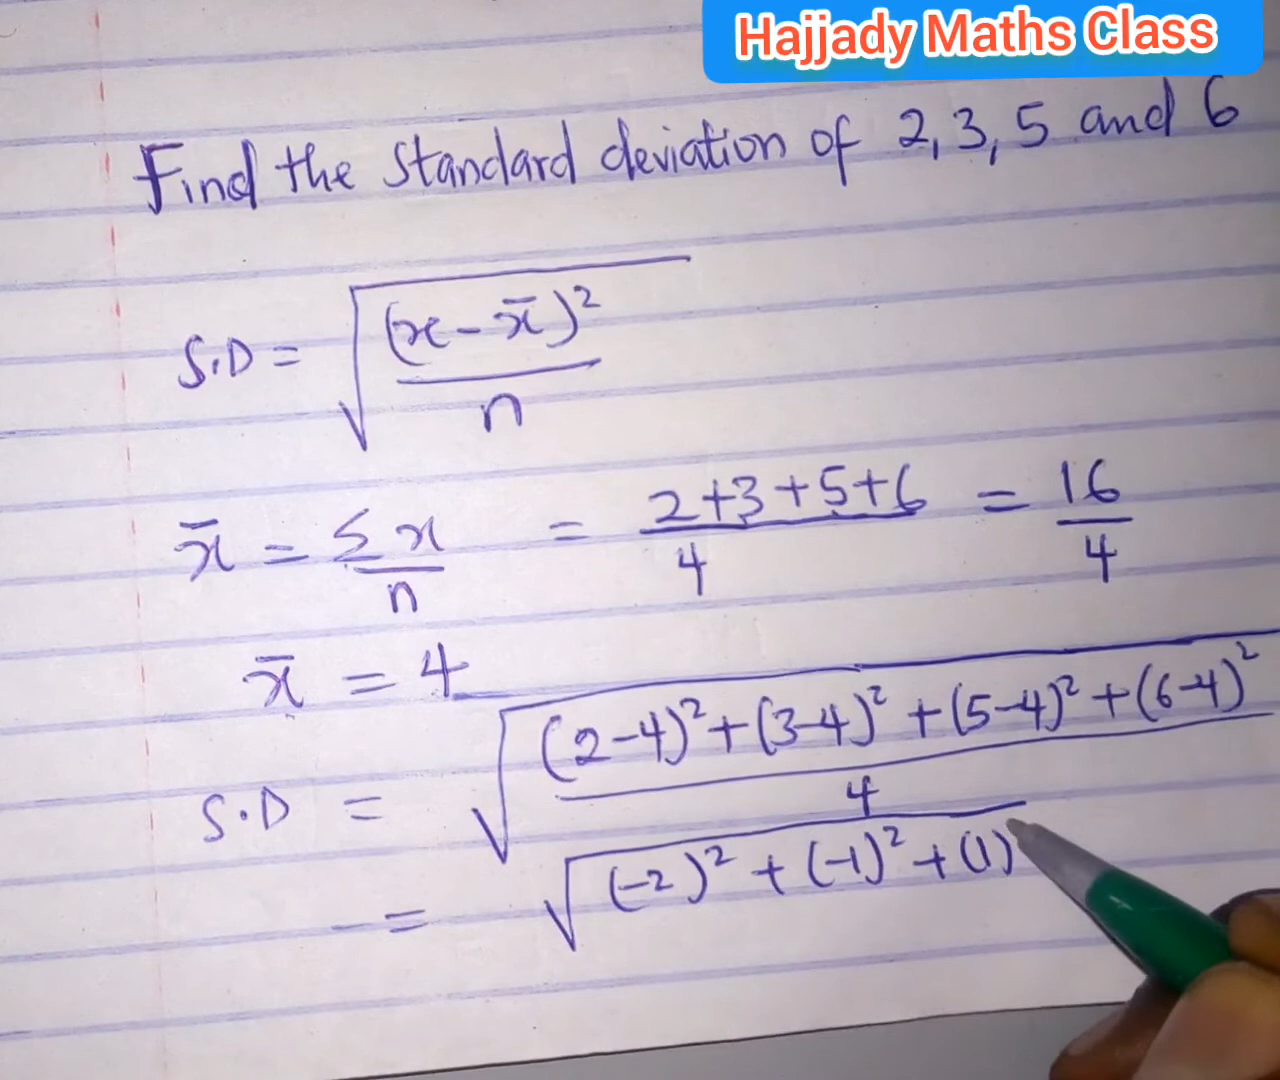 Hajjady Maths Class
Find the standard deviation of 2, 3, 5 and 6
S.D = √((x - x̄)² / n)
x̄ = Σx / n = (2+3+5+6) / 4 = 16 / 4
x̄ = 4
S.D = √(((2-4)² + (3-4)² + (5-4)² + (6-4)²) / 4)
= √((-2)² + (-1)² + (1)